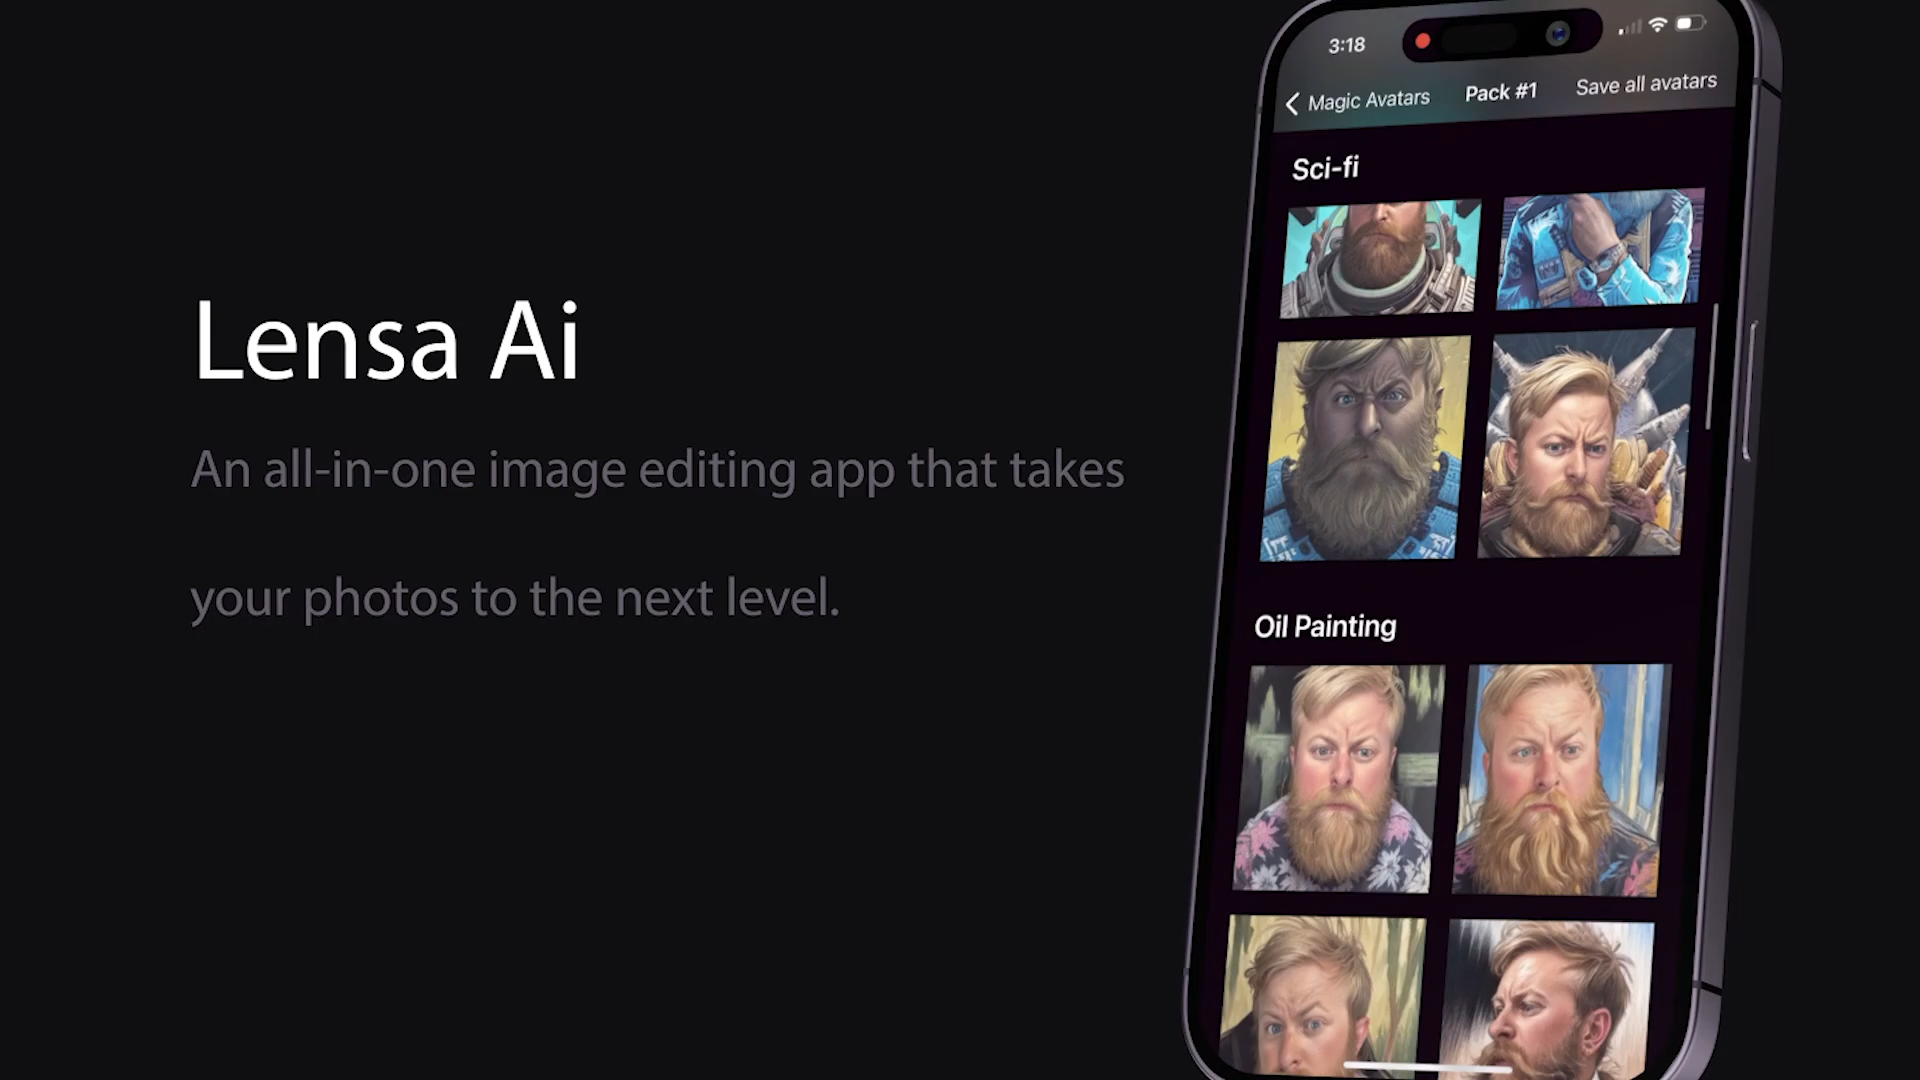 Lensa Ai
An all-in-one image editing app that takes
your photos to the next level.
3:18
Magic Avatars Pack #1 Save all avatars
Sci-fi
Oil Painting